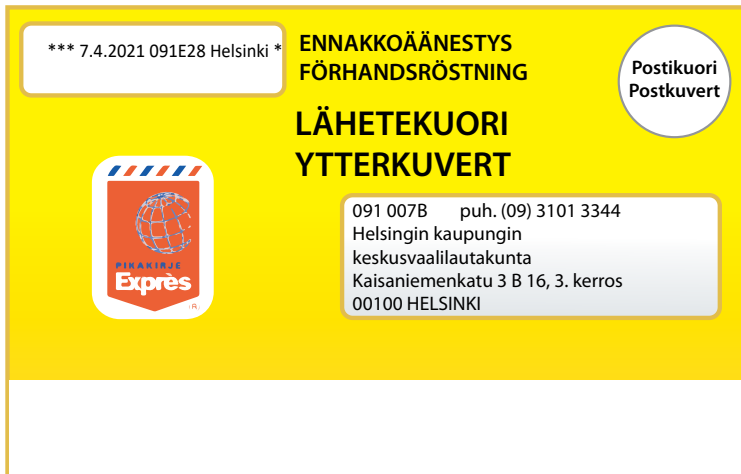 *** 7.4.2021 091E28 Helsinki *
ENNAKKOÄÄNESTYS
FÖRHANDSRÖSTNING
Postikuori
Postkuvert
LÄHETEKUORI
YTTERKUVERT
PIKAKIRJE
Exprès
R
091 007B puh. (09) 3101 3344
Helsingin kaupungin
keskusvaalilautakunta
Kaisaniemenkatu 3 B 16, 3. kerros
00100 HELSINKI